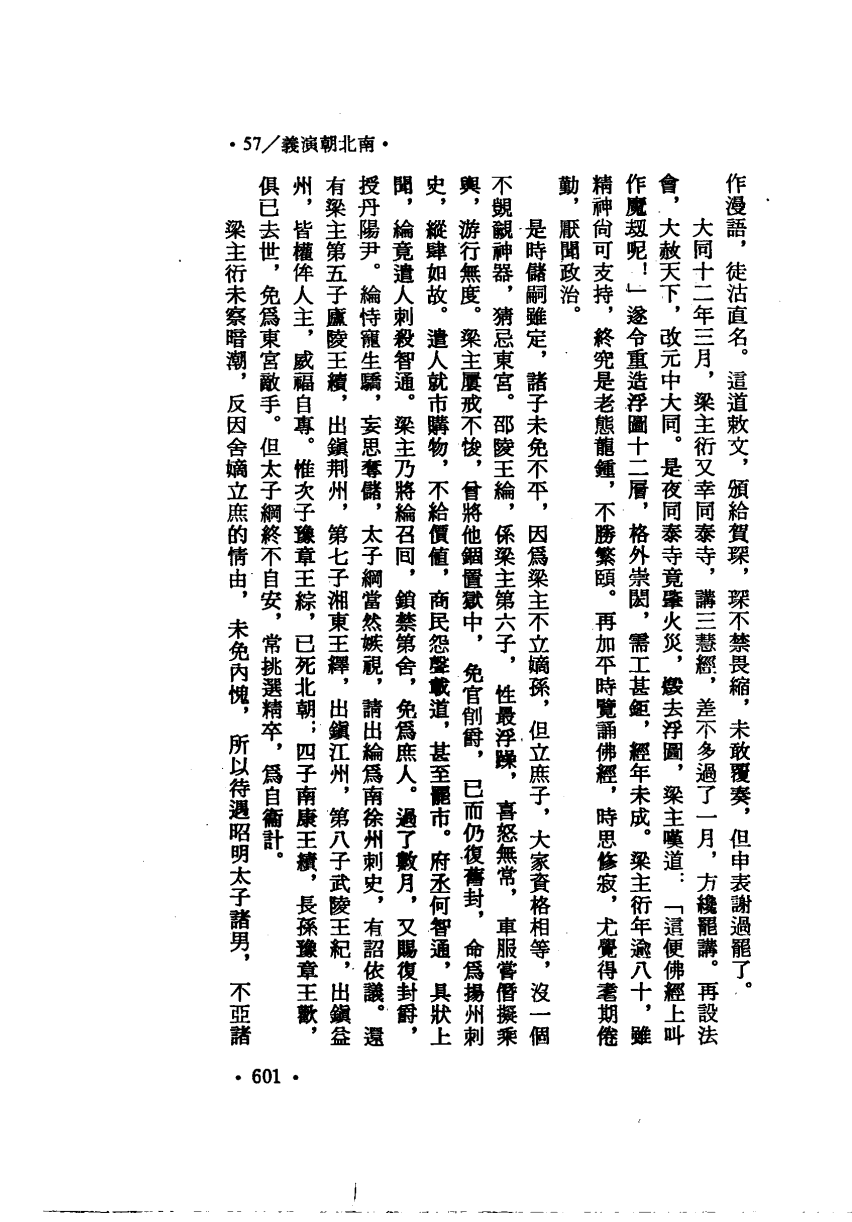 •57／義演朝北南•
作漫語，徒沽直名。這道敕文，頒給賀琛，琛不禁畏縮，未敢覆奏，但申表謝過罷了。
大同十二年三月，梁主衍又幸同泰寺，講三慧經，差不多過了一月，方纔罷講。再設法
會，大赦天下，改元中大同。是夜同泰寺竟肇火災，燬去浮圖，梁主嘆道：「這便佛經上叫
作魔刼呢！」遂令重造浮圖十二層，格外崇閎，需工甚鉅，經年未成。梁主衍年逾八十，雖
精神尚可支持，終究是老態龍鍾，不勝繁頤。再加平時覽誦佛經，時思修寂，尤覺得耄期倦
勤，厭聞政治。
是時儲嗣雖定，諸子未免不平，因爲梁主不立嫡孫，但立庶子，大家資格相等，沒一個
不覬覦神器，猜忌東宮。邵陵王綸，係梁主第六子，性最浮躁，喜怒無常，車服嘗僭擬乘
輿，游行無度。梁主屢戒不悛，曾將他錮置獄中，免官削爵，已而仍復舊封，命爲揚州刺
史，縱肆如故。遣人就市購物，不給價值，商民怨聲載道，甚至罷市。府丞何智通，具狀上
聞，綸竟遣人刺殺智通。梁主乃將綸召囘，鎖禁第舍，免爲庶人。過了數月，又賜復封爵，
授丹陽尹。綸恃寵生驕，妄思奪儲，太子綱當然嫉視，請出綸爲南徐州刺史，有詔依議。還
有梁主第五子廬陵王續，出鎭荆州，第七子湘東王繹，出鎭江州，第八子武陵王紀，出鎭益
州，皆權侔人主，威福自專。惟次子豫章王綜，已死北朝；四子南康王績，長孫豫章王歡，
俱已去世，免爲東宮敵手。但太子綱終不自安，常挑選精卒，爲自衞計。
梁主衍未察暗潮，反因舍嫡立庶的情由，未免內愧，所以待遇昭明太子諸男，不亞諸
•601•